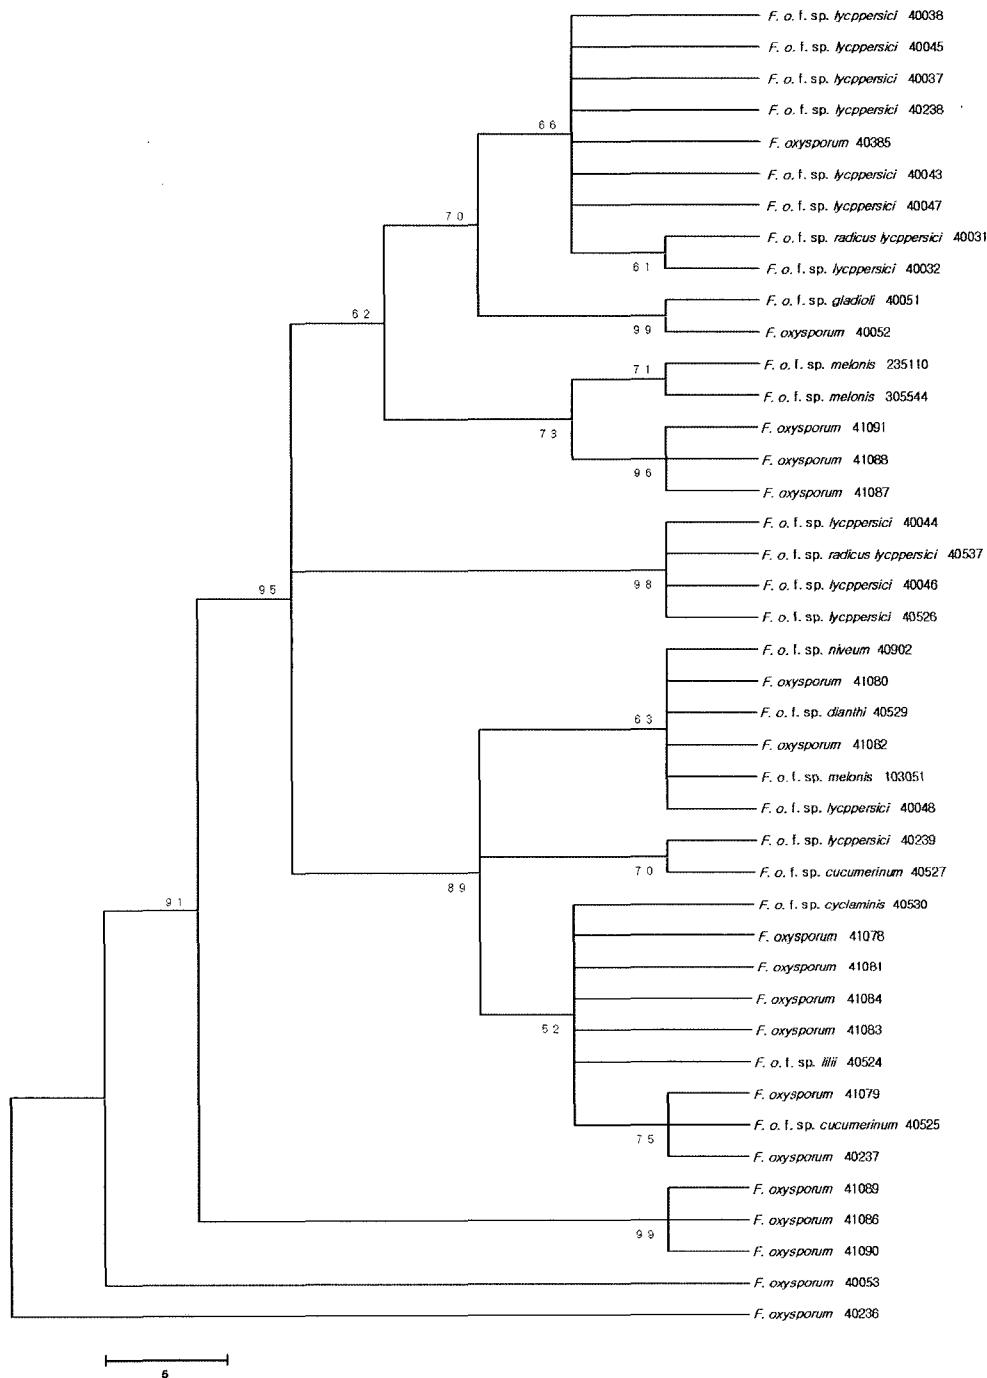 F. o. f. sp. lycppersici 40038
F. o. f. sp. lycppersici 40045
F. o. f. sp. lycppersici 40037
F. o. f. sp. lycppersici 40238
66
F. oxysporum 40385
F. o. f. sp. lycppersici 40043
F. o. f. sp. lycppersici 40047
70
F. o. f. sp. radicus lycppersici 40031
61
F. o. f. sp. lycppersici 40032
F. o. f. sp. gladioli 40051
62
99
F. oxysporum 40052
F. o. f. sp. melonis 235110
71
F. o. f. sp. melonis 305544
F. oxysporum 41091
73
F. oxysporum 41088
96
F. oxysporum 41087
F. o. f. sp. lycppersici 40044
F. o. f. sp. radicus lycppersici 40537
95
98
F. o. f. sp. lycppersici 40046
F. o. f. sp. lycppersici 40526
F. o. f. sp. niveum 40902
F. oxysporum 41080
63
F. o. f. sp. dianthi 40529
F. oxysporum 41082
F. o. f. sp. melonis 103051
F. o. f. sp. lycppersici 40048
F. o. f. sp. lycppersici 40239
89
70
F. o. f. sp. cucumerinum 40527
91
F. o. f. sp. cyclaminis 40530
F. oxysporum 41078
F. oxysporum 41081
F. oxysporum 41084
52
F. oxysporum 41083
F. o. f. sp. lilii 40524
F. oxysporum 41079
F. o. f. sp. cucumerinum 40525
75
F. oxysporum 40237
F. oxysporum 41089
F. oxysporum 41086
99
F. oxysporum 41090
F. oxysporum 40053
F. oxysporum 40236
5